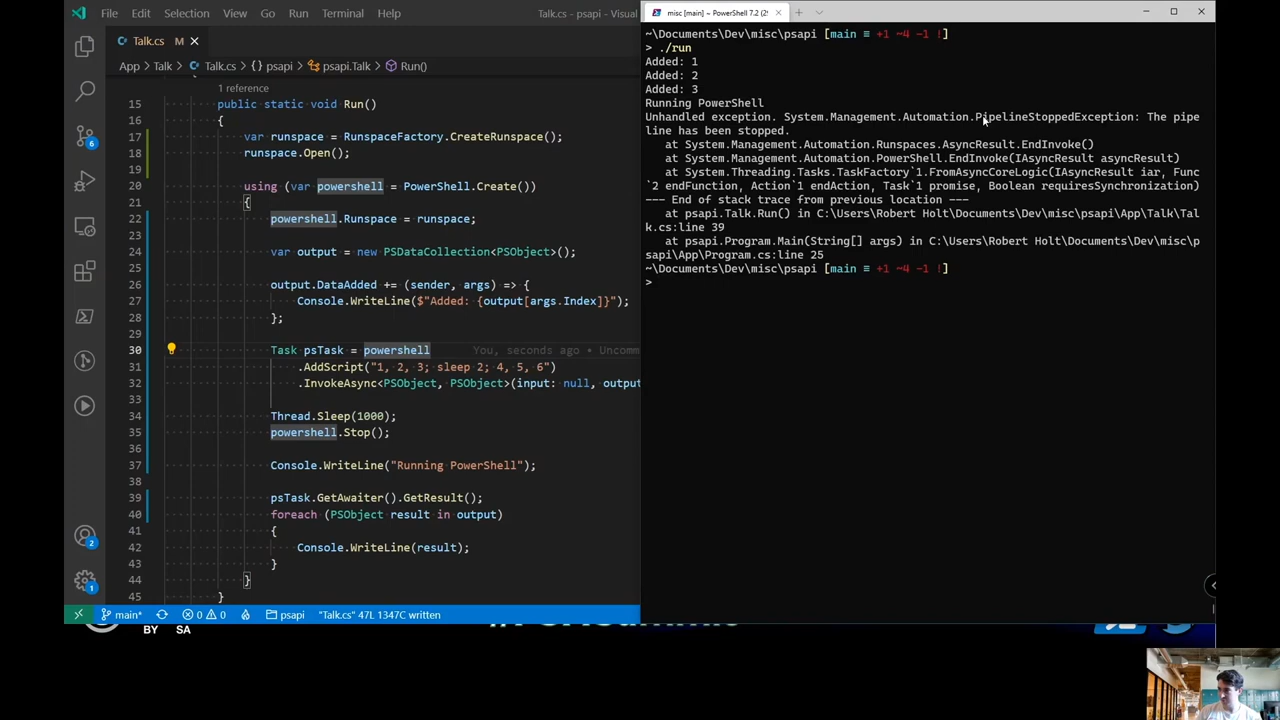 File Edit Selection View Go Run Terminal Help Talk.cs - psapi - Visual
Talk.cs M
App > Talk > Talk.cs > {} psapi > psapi.Talk > Run()
1 reference
15 public static void Run()
16 {
17 var runspace = RunspaceFactory.CreateRunspace();
18 runspace.Open();
19
20 using (var powershell = PowerShell.Create())
21 {
22 powershell.Runspace = runspace;
23
24 var output = new PSDataCollection<PSObject>();
25
26 output.DataAdded += (sender, args) => {
27 Console.WriteLine($"Added: {output[args.Index]}");
28 };
29
30 Task psTask = powershell You, seconds ago • Uncomm
31 .AddScript("1, 2, 3; sleep 2; 4, 5, 6")
32 .InvokeAsync<PSObject, PSObject>(input: null, output
33
34 Thread.Sleep(1000);
35 powershell.Stop();
36
37 Console.WriteLine("Running PowerShell");
38
39 psTask.GetAwaiter().GetResult();
40 foreach (PSObject result in output)
41 {
42 Console.WriteLine(result);
43 }
44 }
45 }
6
2
1
main* 0 0 psapi "Talk.cs" 47L 1347C written
misc [main] ~ PowerShell 7.2
~\Documents\Dev\misc\psapi [main ≡ +1 ~4 -1 !]
> ./run
Added: 1
Added: 2
Added: 3
Running PowerShell
Unhandled exception. System.Management.Automation.PipelineStoppedException: The pipe
line has been stopped.
at System.Management.Automation.Runspaces.AsyncResult.EndInvoke()
at System.Management.Automation.PowerShell.EndInvoke(IAsyncResult asyncResult)
at System.Threading.Tasks.TaskFactory`1.FromAsyncCoreLogic(IAsyncResult iar, Func
`2 endFunction, Action`1 endAction, Task`1 promise, Boolean requiresSynchronization)
--- End of stack trace from previous location ---
at psapi.Talk.Run() in C:\Users\Robert Holt\Documents\Dev\misc\psapi\App\Talk\Tal
k.cs:line 39
at psapi.Program.Main(String[] args) in C:\Users\Robert Holt\Documents\Dev\misc\p
sapi\App\Program.cs:line 25
~\Documents\Dev\misc\psapi [main ≡ +1 ~4 -1 !]
>
BY SA